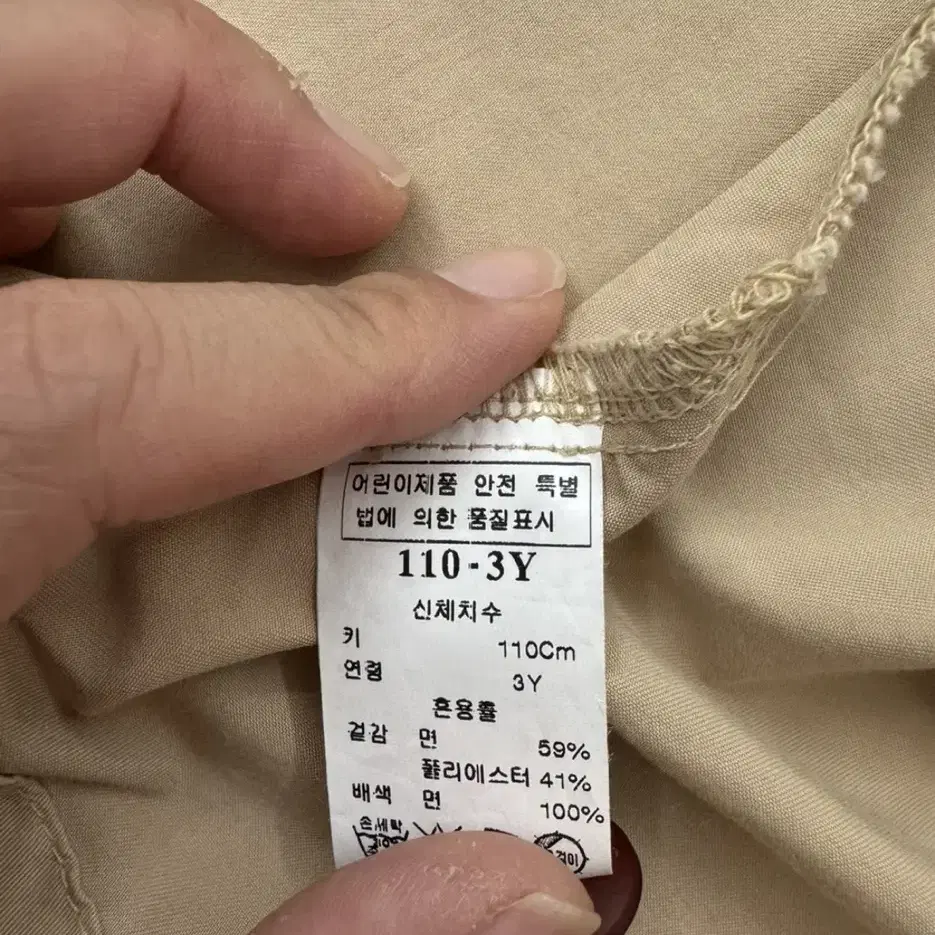 어린이제품 안전 특별
법에 의한 품질표시
110-3Y
신체치수
키 110Cm
연령 3Y
혼용률
겉감 면 59%
폴리에스터 41%
배색 면 100%
손세탁